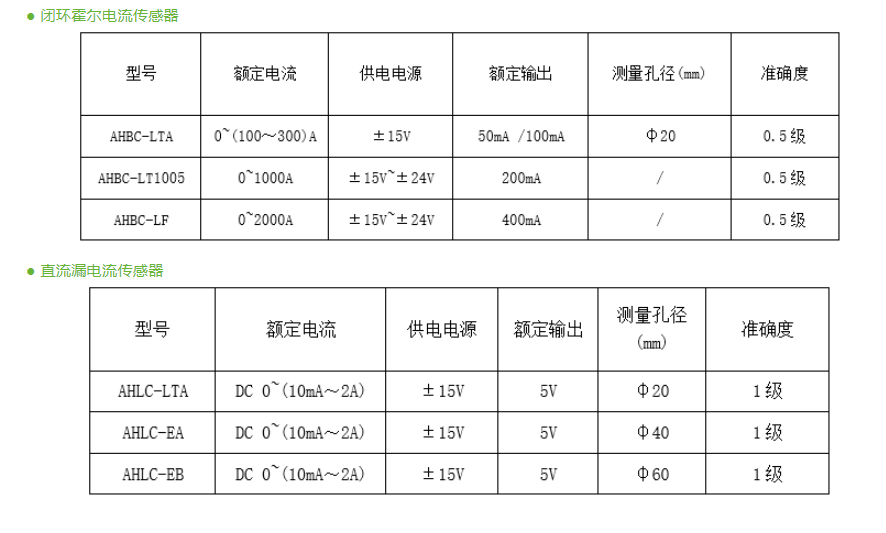 ● 闭环霍尔电流传感器
型号 额定电流 供电电源 额定输出 测量孔径(mm) 准确度
AHBC-LTA 0~(100～300)A ±15V 50mA /100mA Φ20 0.5级
AHBC-LT1005 0~1000A ±15V~±24V 200mA / 0.5级
AHBC-LF 0~2000A ±15V~±24V 400mA / 0.5级
● 直流漏电流传感器
型号 额定电流 供电电源 额定输出 测量孔径(mm) 准确度
AHLC-LTA DC 0~(10mA～2A) ±15V 5V Φ20 1级
AHLC-EA DC 0~(10mA～2A) ±15V 5V Φ40 1级
AHLC-EB DC 0~(10mA～2A) ±15V 5V Φ60 1级